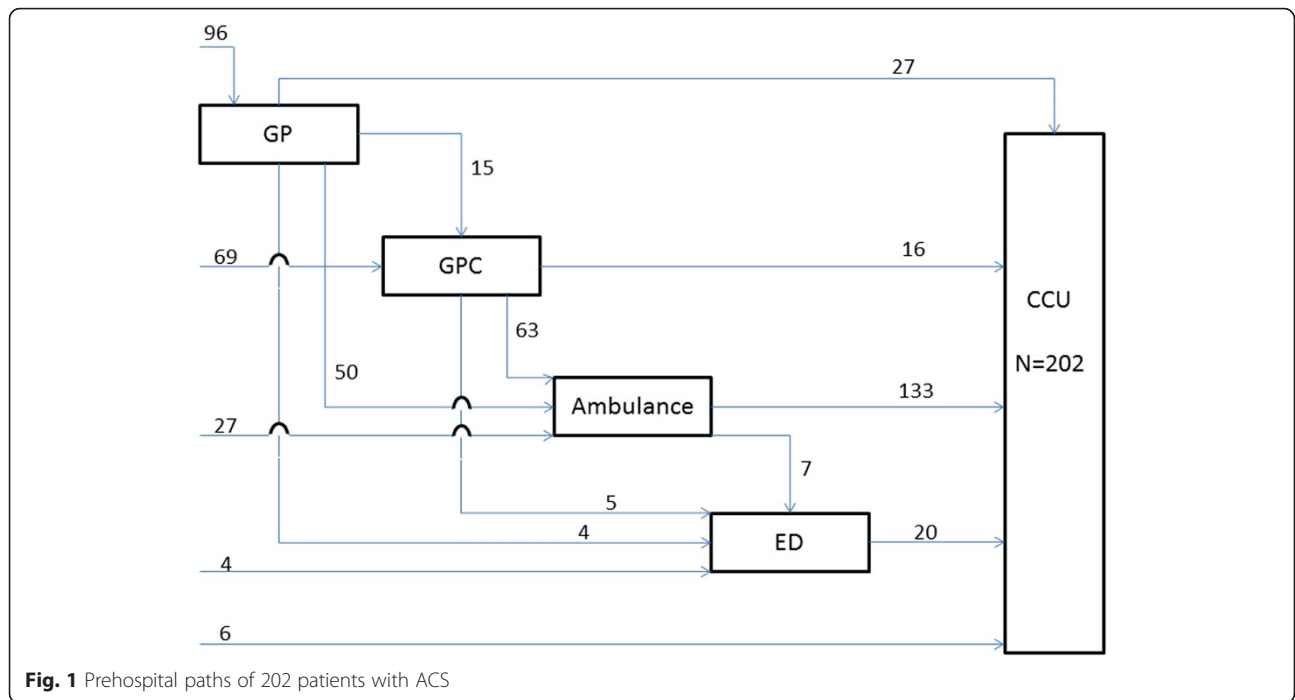 96
27
GP
15
69
GPC
16
CCU
63
N=202
50
Ambulance
133
27
7
5
4
ED
20
4
6
Fig. 1 Prehospital paths of 202 patients with ACS